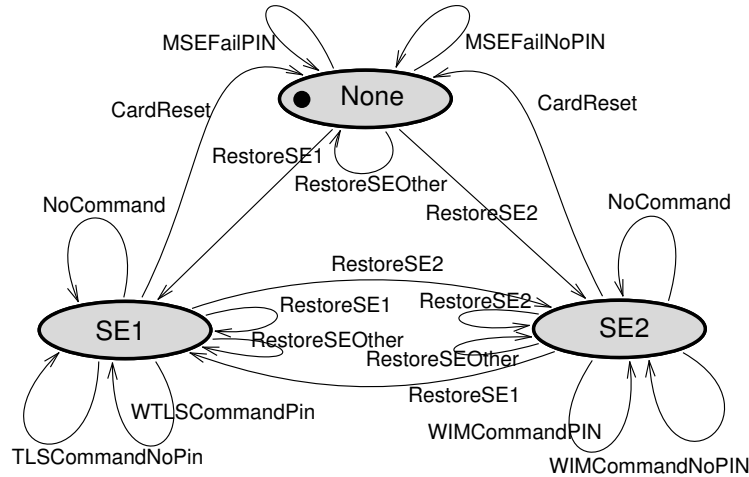 MSEFailPIN
MSEFailNoPIN
None
CardReset
CardReset
RestoreSE1
RestoreSEOther
NoCommand
RestoreSE2
NoCommand
RestoreSE2
RestoreSE1
RestoreSE2
SE1
SE2
RestoreSEOther
RestoreSEOther
RestoreSE1
WTLSCommandPin
WIMCommandPIN
TLSCommandNoPin
WIMCommandNoPIN